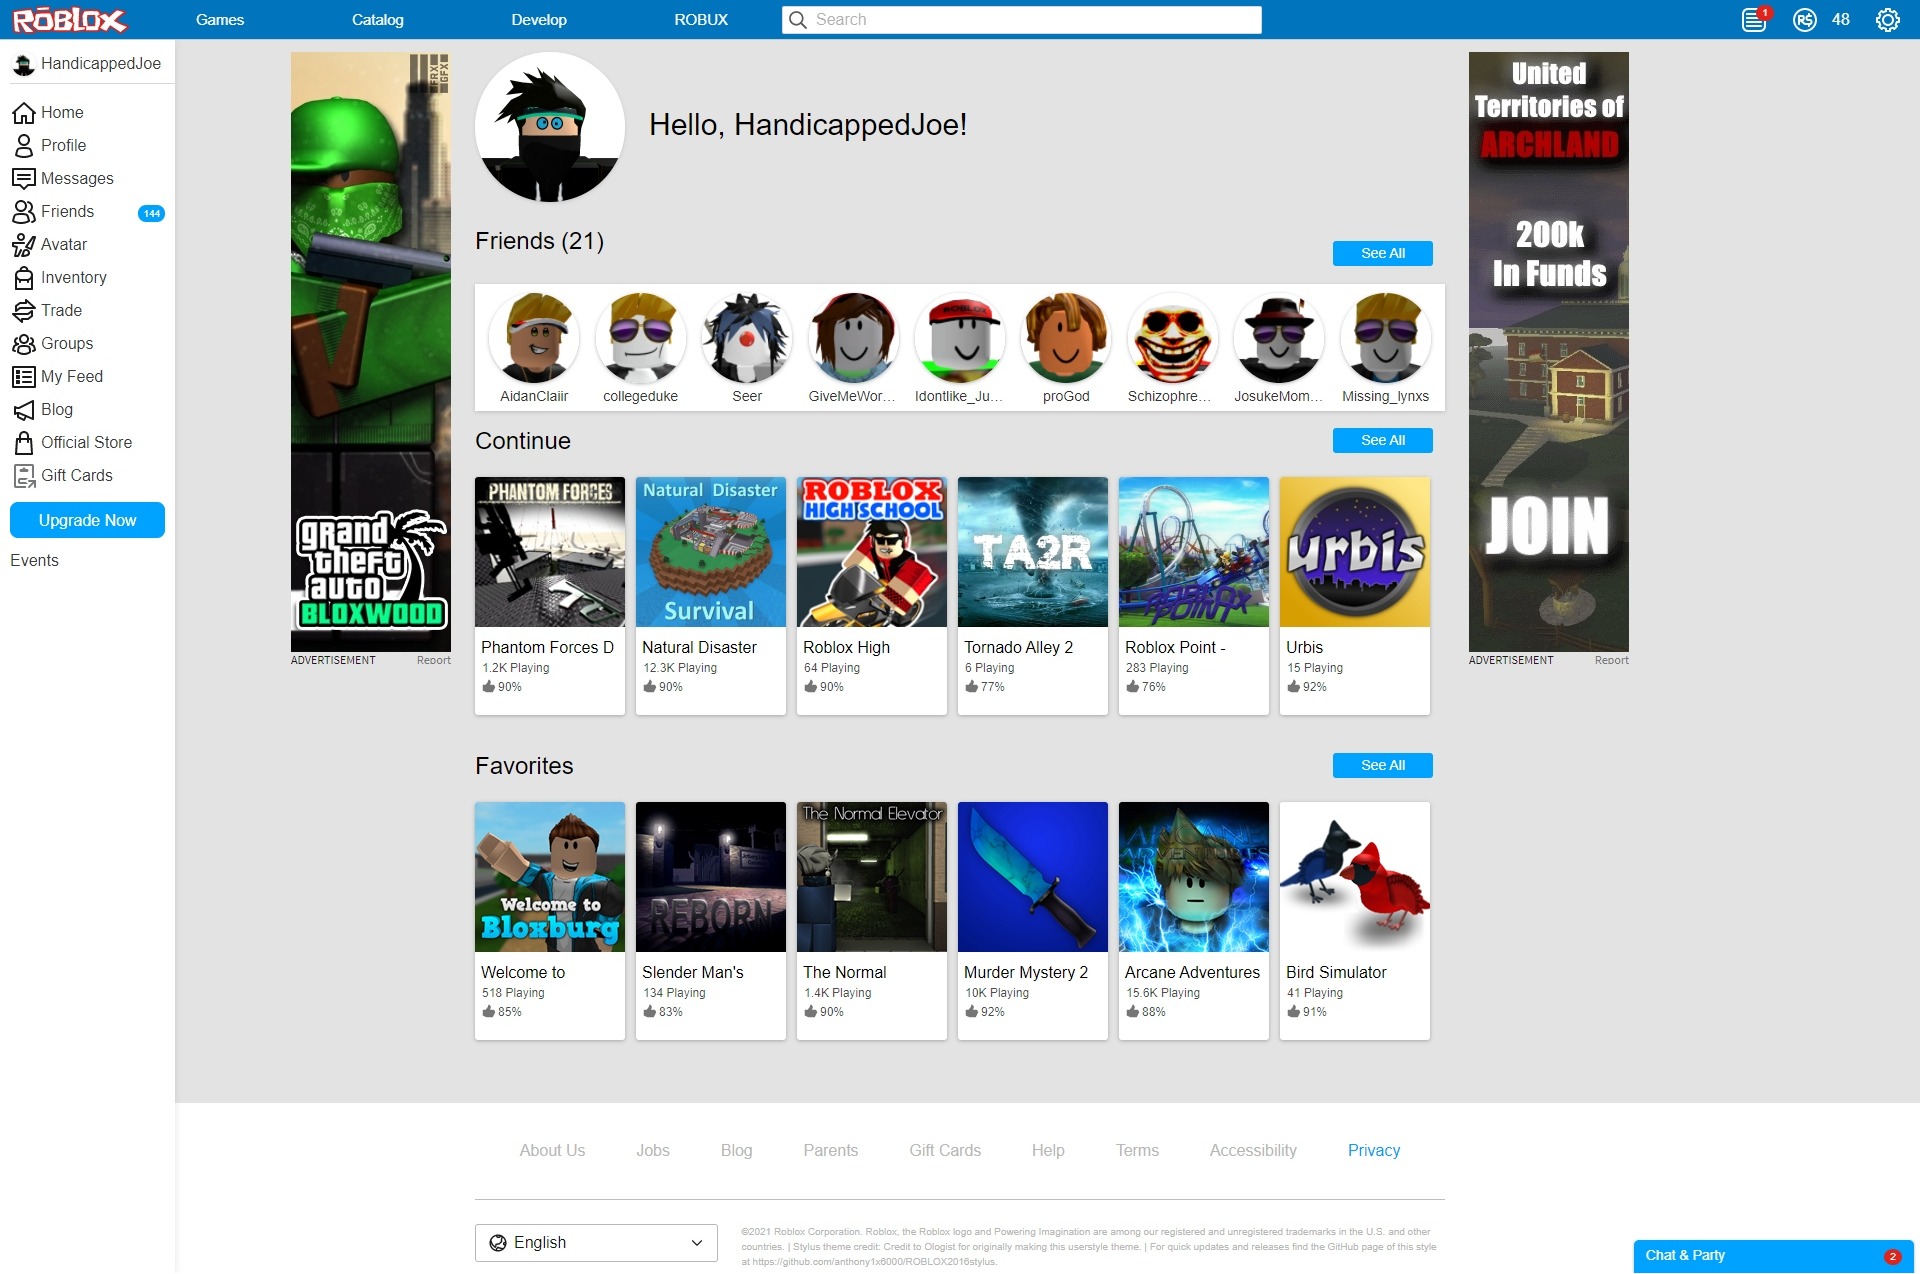 ROBLOX
Games
Catalog
Develop
ROBUX
Search
1
R$
48
HandicappedJoe
Home
Profile
Messages
Friends
144
Avatar
Inventory
Trade
Groups
My Feed
Blog
Official Store
Gift Cards
Upgrade Now
Events
FRX
GFX
grand
theft
auto
BLOXWOOD
ADVERTISEMENT
Report
Hello, HandicappedJoe!
Friends (21)
See All
ROBLOX
AidanClaiir
collegeduke
Seer
GiveMeWor...
Idontlike_Ju...
proGod
Schizophre...
JosukeMom...
Missing_lynxs
Continue
See All
PHANTOM FORCES
Natural Disaster
Survival
ROBLOX
HIGH SCHOOL
TA2R
ROBLOX
POINT
urbis
Phantom Forces D
1.2K Playing
90%
Natural Disaster
12.3K Playing
90%
Roblox High
64 Playing
90%
Tornado Alley 2
6 Playing
77%
Roblox Point -
283 Playing
76%
Urbis
15 Playing
92%
Favorites
See All
Welcome to
Bloxburg
REBORN
The Normal Elevator
ARCANE
ADVENTURES
Welcome to
518 Playing
85%
Slender Man's
134 Playing
83%
The Normal
1.4K Playing
90%
Murder Mystery 2
10K Playing
92%
Arcane Adventures
15.6K Playing
88%
Bird Simulator
41 Playing
91%
United
Territories of
ARCHLAND
200k
In Funds
JOIN
ADVERTISEMENT
Report
About Us
Jobs
Blog
Parents
Gift Cards
Help
Terms
Accessibility
Privacy
English
©2021 Roblox Corporation. Roblox, the Roblox logo and Powering Imagination are among our registered and unregistered trademarks in the U.S. and other
countries. | Stylus theme credit: Credit to Ologist for originally making this userstyle theme. | For quick updates and releases find the GitHub page of this style
at https://github.com/anthony1x6000/ROBLOX2016stylus.
Chat & Party
2